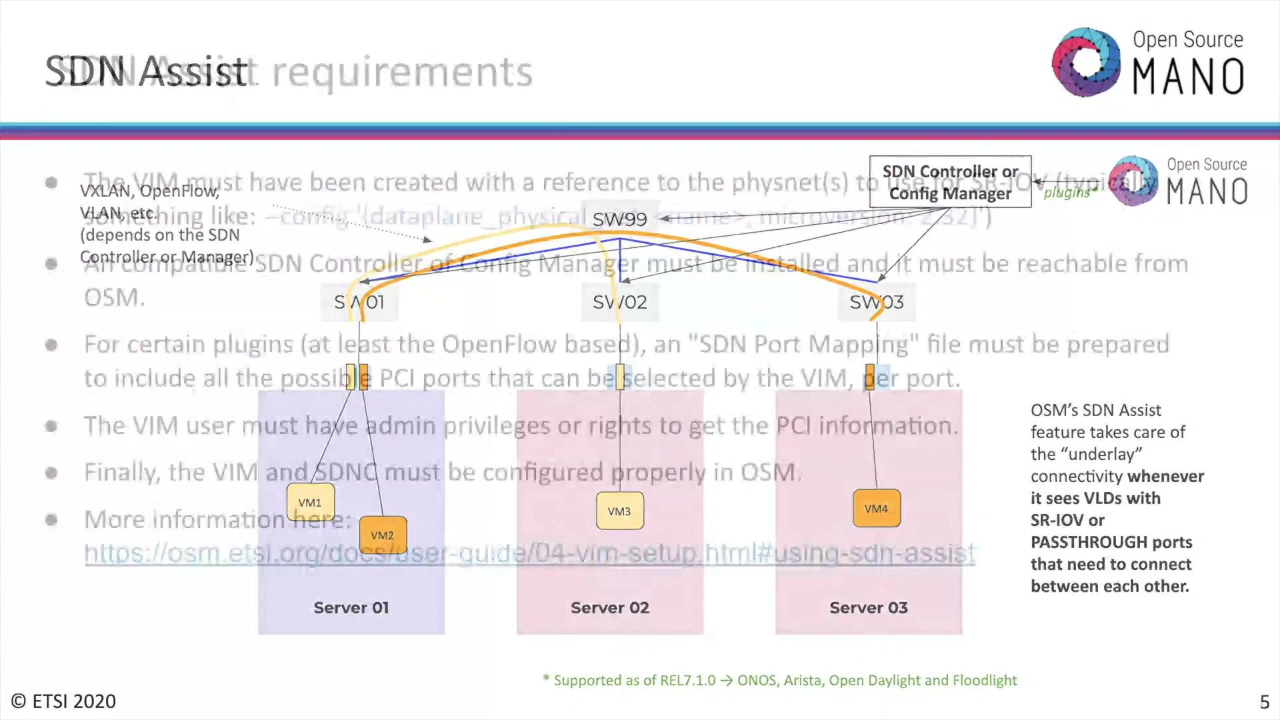 SDN Assist
SDN Assist requirements
Open Source
MANO
The VIM must have been created with a reference to the physnet(s) to use for SR-IOV (typically
something like: --config '{dataplane_physical_net: <name>, microversion: 2.32}')
A compatible SDN Controller of Config Manager must be installed and it must be reachable from
OSM.
For certain plugins (at least the OpenFlow based), an "SDN Port Mapping" file must be prepared
to include all the possible PCI ports that can be selected by the VIM, per port.
The VIM user must have admin privileges or rights to get the PCI information.
Finally, the VIM and SDNC must be configured properly in OSM.
More information here:
https://osm.etsi.org/docs/user-guide/04-vim-setup.html#using-sdn-assist
VXLAN, OpenFlow,
VLAN, etc.
(depends on the SDN
Controller or Manager)
SDN Controller or
Config Manager
plugins*
Open Source
MANO
SW99
SW01
SW02
SW03
VM1
VM2
VM3
VM4
Server 01
Server 02
Server 03
OSM's SDN Assist
feature takes care of
the “underlay”
connectivity whenever
it sees VLDs with
SR-IOV or
PASSTHROUGH ports
that need to connect
between each other.
* Supported as of REL7.1.0 → ONOS, Arista, Open Daylight and Floodlight
© ETSI 2020
5